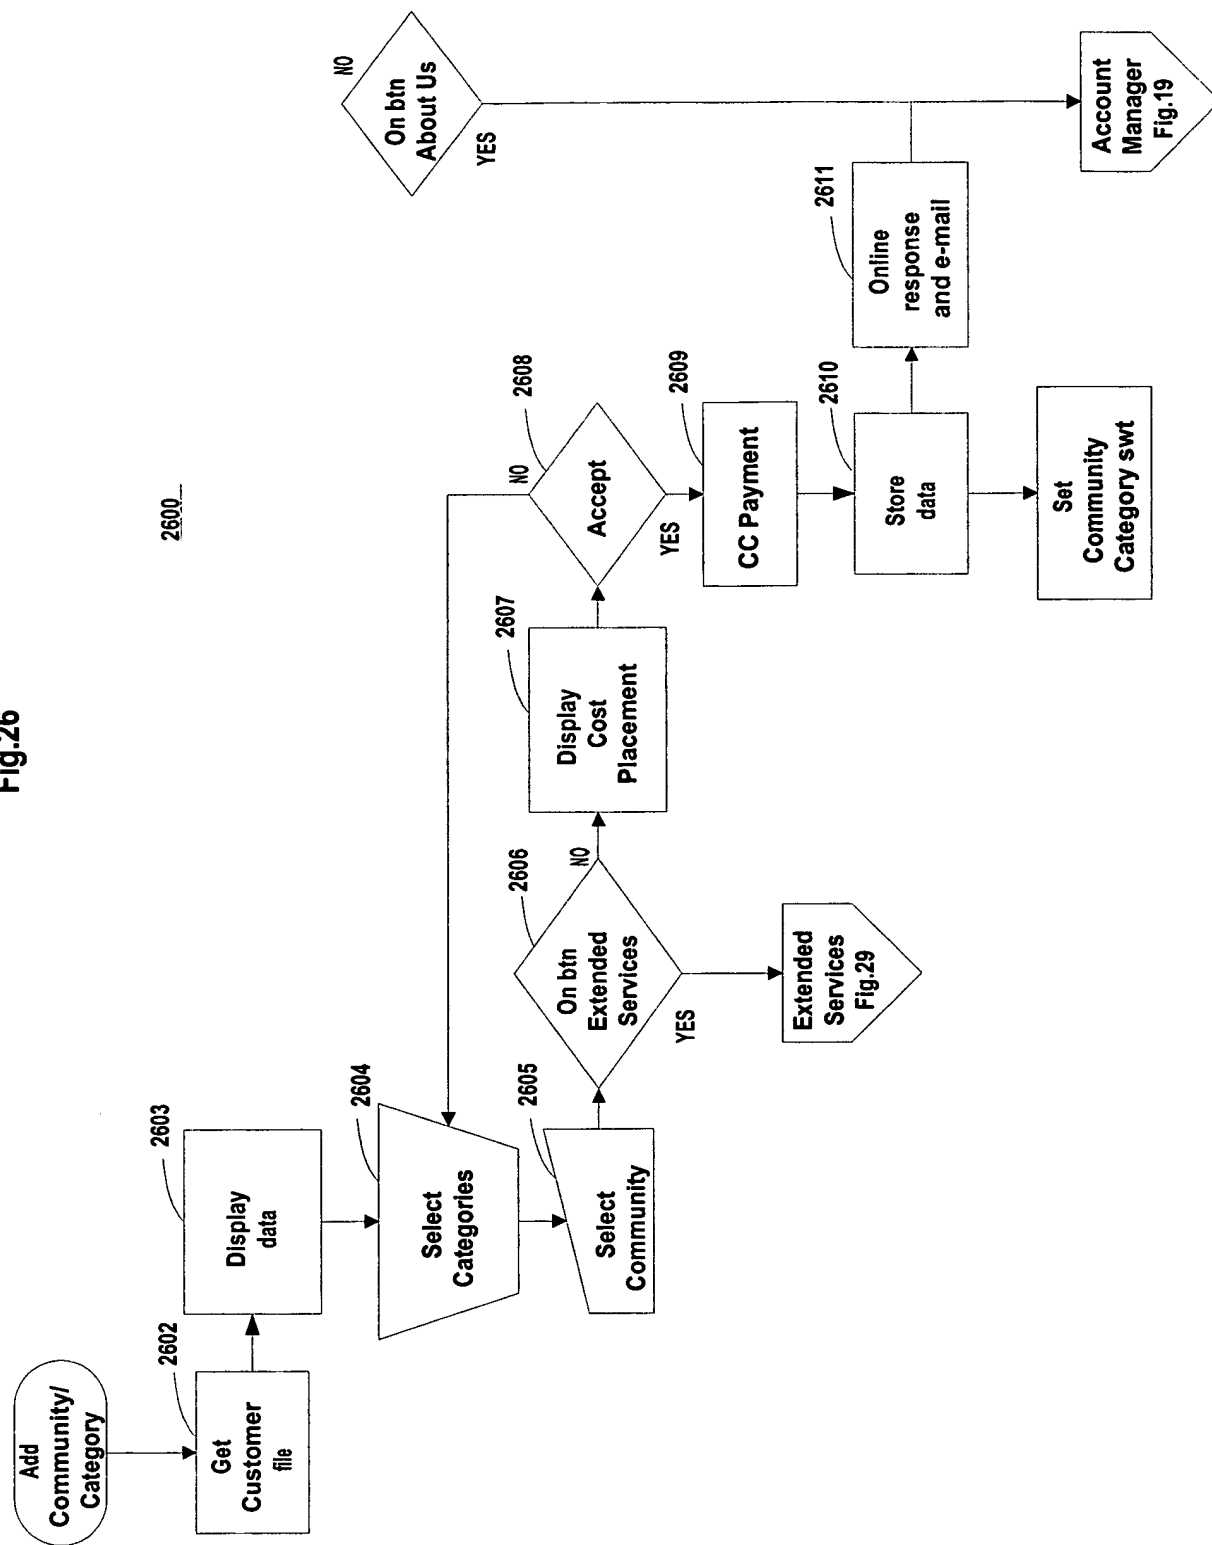 Fig.26
2600
Add
Community/
Category
2602
Get
Customer
file
2603
Display
data
2604
Select
Categories
2605
Select
Community
2606
On btn
Extended
Services
NO
YES
Extended
Services
Fig.29
2607
Display
Cost
Placement
2608
Accept
NO
YES
2609
CC Payment
2610
Store
data
Set
Community
Category swt
2611
Online
response
and e-mail
On btn
About Us
NO
YES
Account
Manager
Fig.19